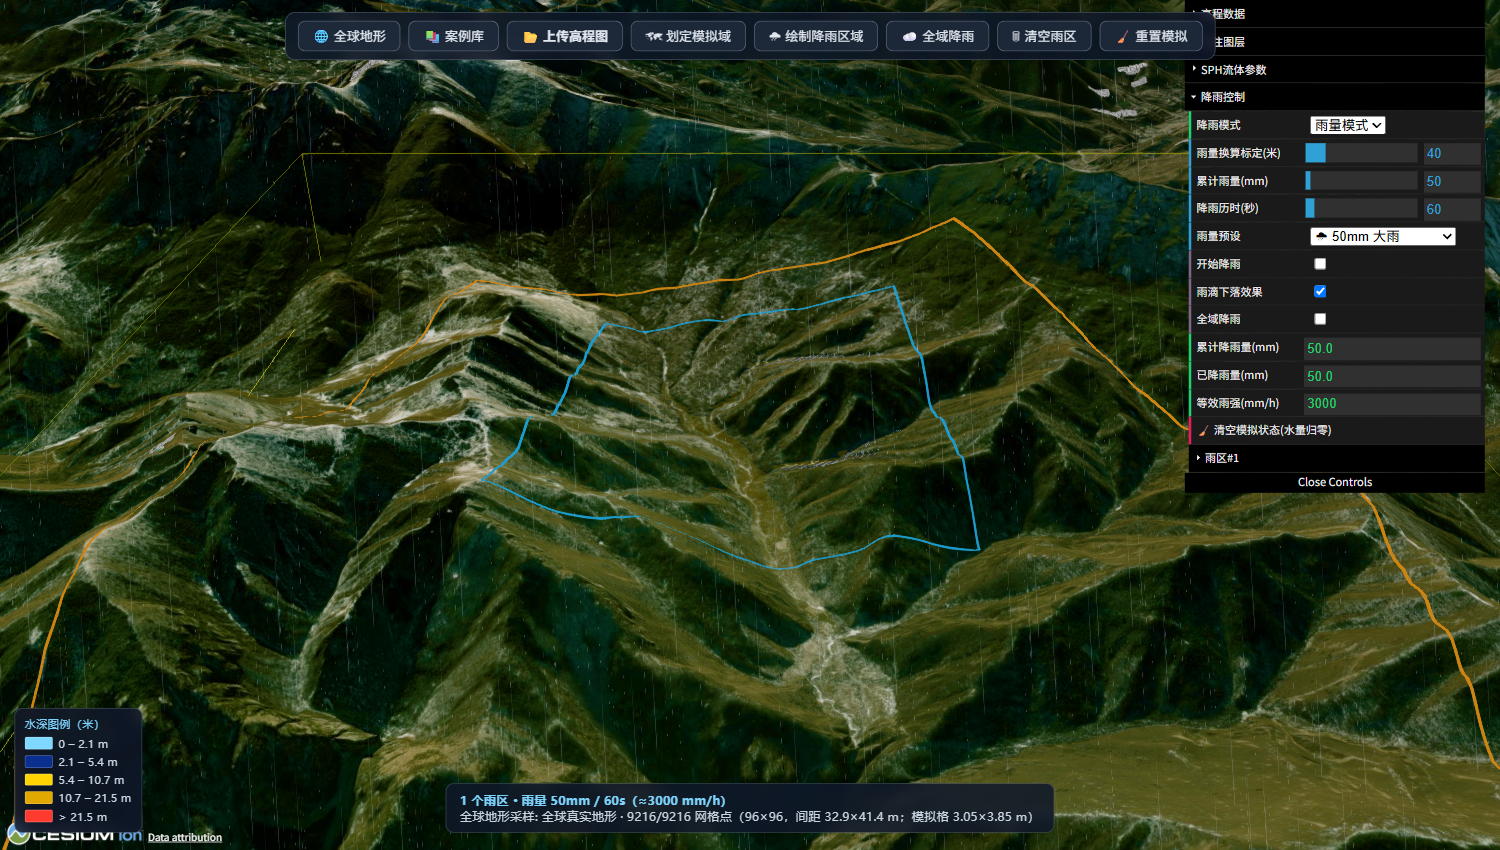 全球地形
案例库
上传高程图
划定模拟域
绘制降雨区域
全域降雨
清空雨区
重置模拟
程数据
图层
SPH流体参数
降雨控制
降雨模式
雨量模式
雨量换算标定(米)
40
累计雨量(mm)
50
降雨历时(秒)
60
雨量预设
50mm 大雨
开始降雨
雨滴下落效果
全域降雨
累计降雨量(mm)
50.0
已降雨量(mm)
50.0
等效雨强(mm/h)
3000
清空模拟状态(水量归零)
雨区#1
Close Controls
水深图例（米）
0 – 2.1 m
2.1 – 5.4 m
5.4 – 10.7 m
10.7 – 21.5 m
> 21.5 m
CESIUM ion
Data attribution
1 个雨区 · 雨量 50mm / 60s（≈3000 mm/h）
全球地形采样: 全球真实地形 · 9216/9216 网格点（96×96，间距 32.9×41.4 m；模拟格 3.05×3.85 m）